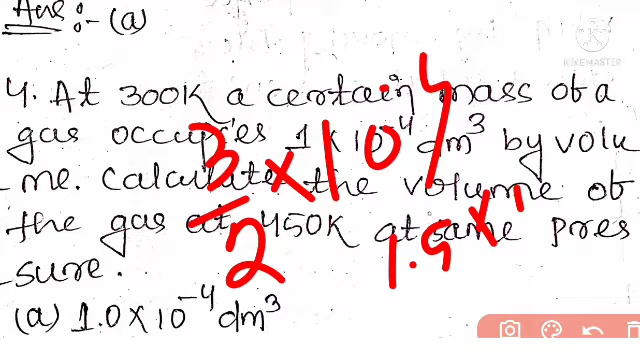 Ans :- (a)
KINEMASTER
4. At 300K a certain mass of a
gas occupies 1 × 10⁻⁴ dm³ by volu
-me. Calculate the volume of
the gas at 450K at same pres
-sure.
(a) 1.0 × 10⁻⁴ dm³
3/2 × 10
1.5 × 1